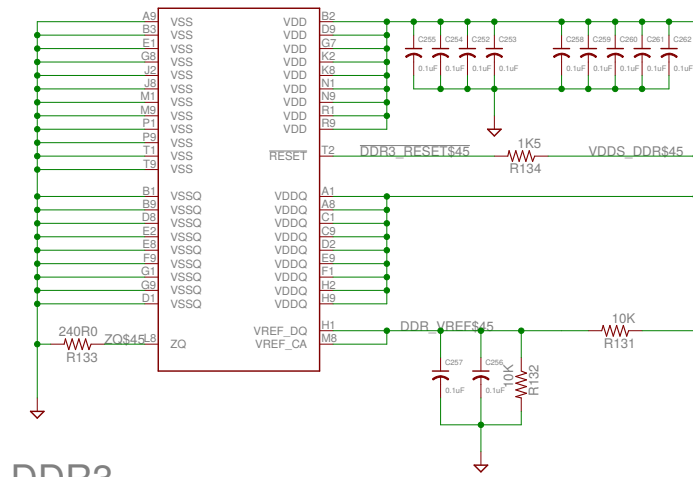 A9 VSS VDD B2
B3 VSS VDD D9
E1 VSS VDD G7
G8 VSS VDD K2
J2 VSS VDD K8
J8 VSS VDD N1
M1 VSS VDD N9
M9 VSS VDD R1
P1 VSS VDD R9
P9 VSS
T1 VSS RESET T2 DDR3_RESET$45 1K5 VDDS_DDR$45
R134
T9 VSS
C255 C254 C252 C253 C258 C259 C260 C261 C262
0.1uF 0.1uF 0.1uF 0.1uF 0.1uF 0.1uF 0.1uF 0.1uF 0.1uF
B1 VSSQ VDDQ A1
B9 VSSQ VDDQ A8
D8 VSSQ VDDQ C1
E2 VSSQ VDDQ C9
E8 VSSQ VDDQ D2
F9 VSSQ VDDQ E9
G1 VSSQ VDDQ F1
G9 VSSQ VDDQ H2
D1 VSSQ VDDQ H9
240R0 ZQ$45 L8 ZQ
R133
VREF_DQ H1 DDR_VREF$45 10K
VREF_CA M8 R131
C257 C256 10K R132
0.1uF 0.1uF
DDR3